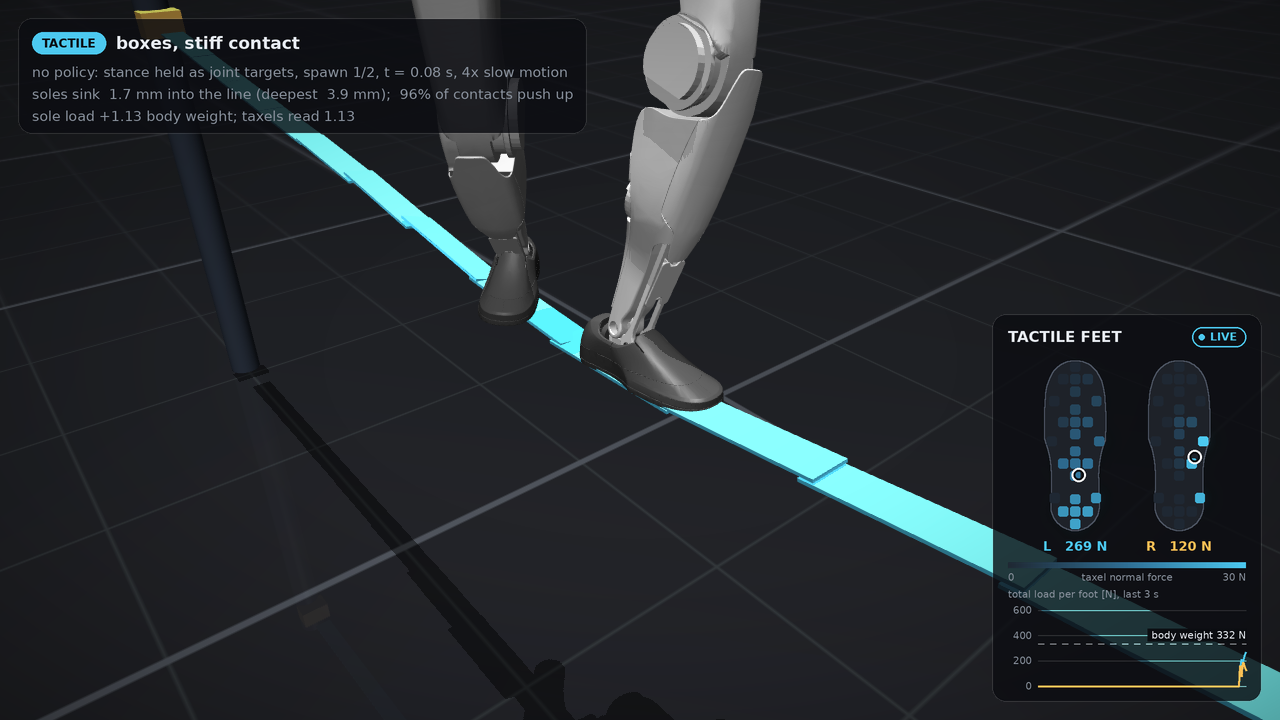 TACTILE boxes, stiff contact
no policy: stance held as joint targets, spawn 1/2, t = 0.08 s, 4x slow motion
soles sink 1.7 mm into the line (deepest 3.9 mm); 96% of contacts push up
sole load +1.13 body weight; taxels read 1.13
TACTILE FEET LIVE
L 269 N R 120 N
0 taxel normal force 30 N
total load per foot [N], last 3 s
600
400
body weight 332 N
200
0